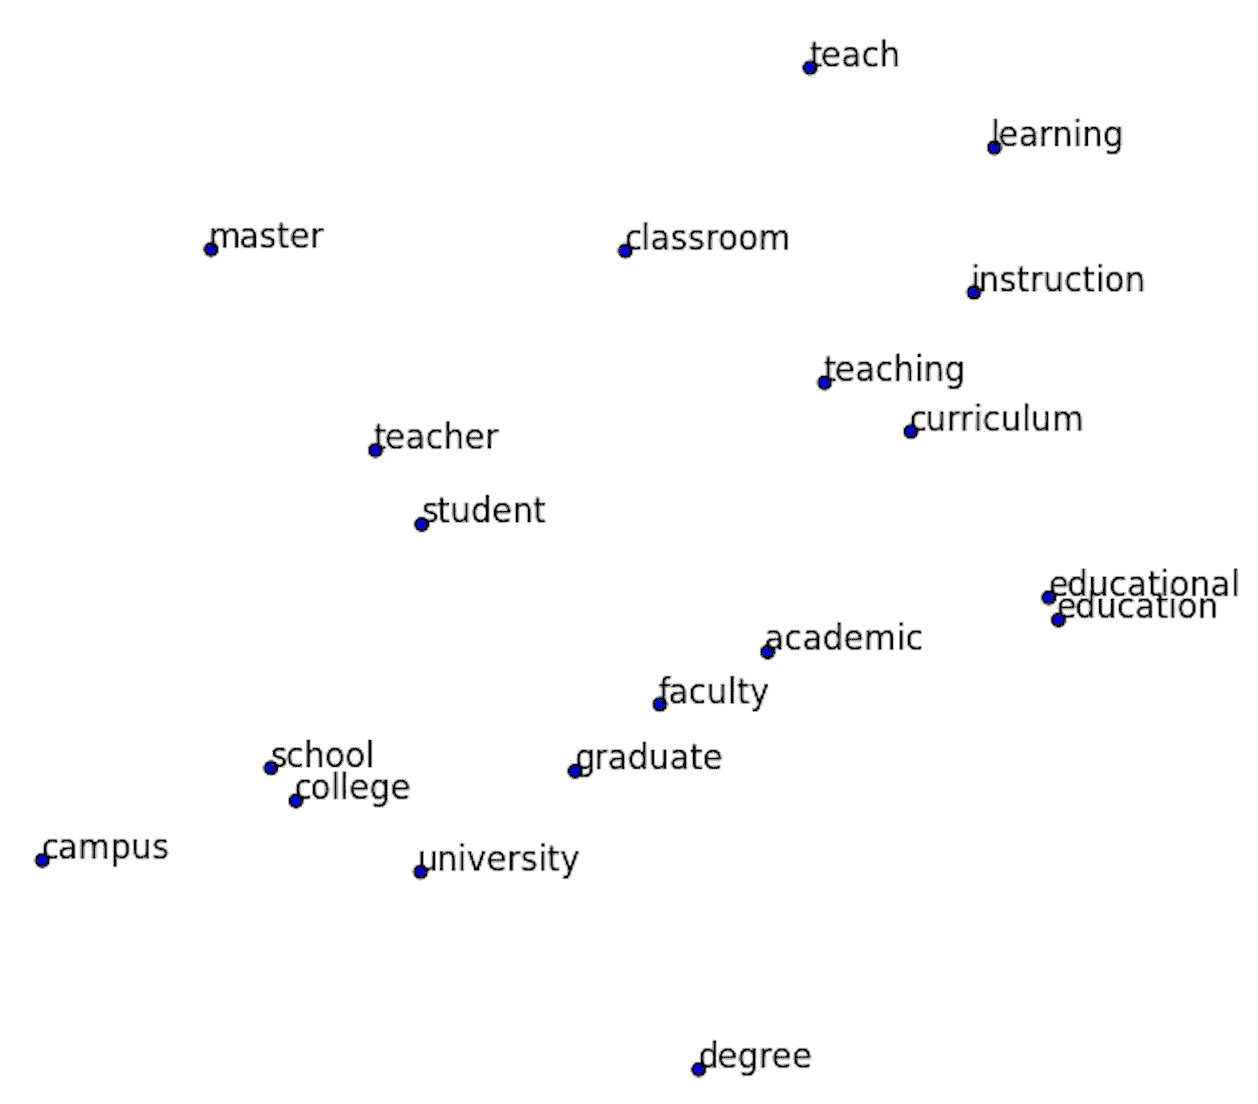 teach
learning
master
classroom
instruction
teaching
curriculum
teacher
student
educational
education
academic
faculty
school
graduate
college
campus
university
degree